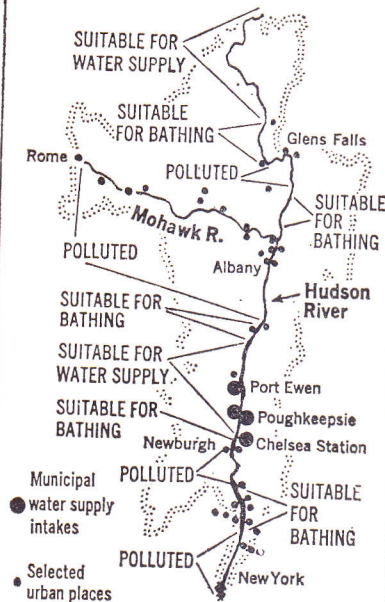 SUITABLE FOR
WATER SUPPLY
SUITABLE
FOR BATHING
Glens Falls
Rome
POLLUTED
SUITABLE
FOR
BATHING
Mohawk R.
POLLUTED
Albany
Hudson
River
SUITABLE FOR
BATHING
SUITABLE FOR
WATER SUPPLY
Port Ewen
SUITABLE FOR
BATHING
Poughkeepsie
Newburgh
Chelsea Station
POLLUTED
Municipal
water supply
intakes
SUITABLE
FOR
BATHING
POLLUTED
Selected
urban places
New York